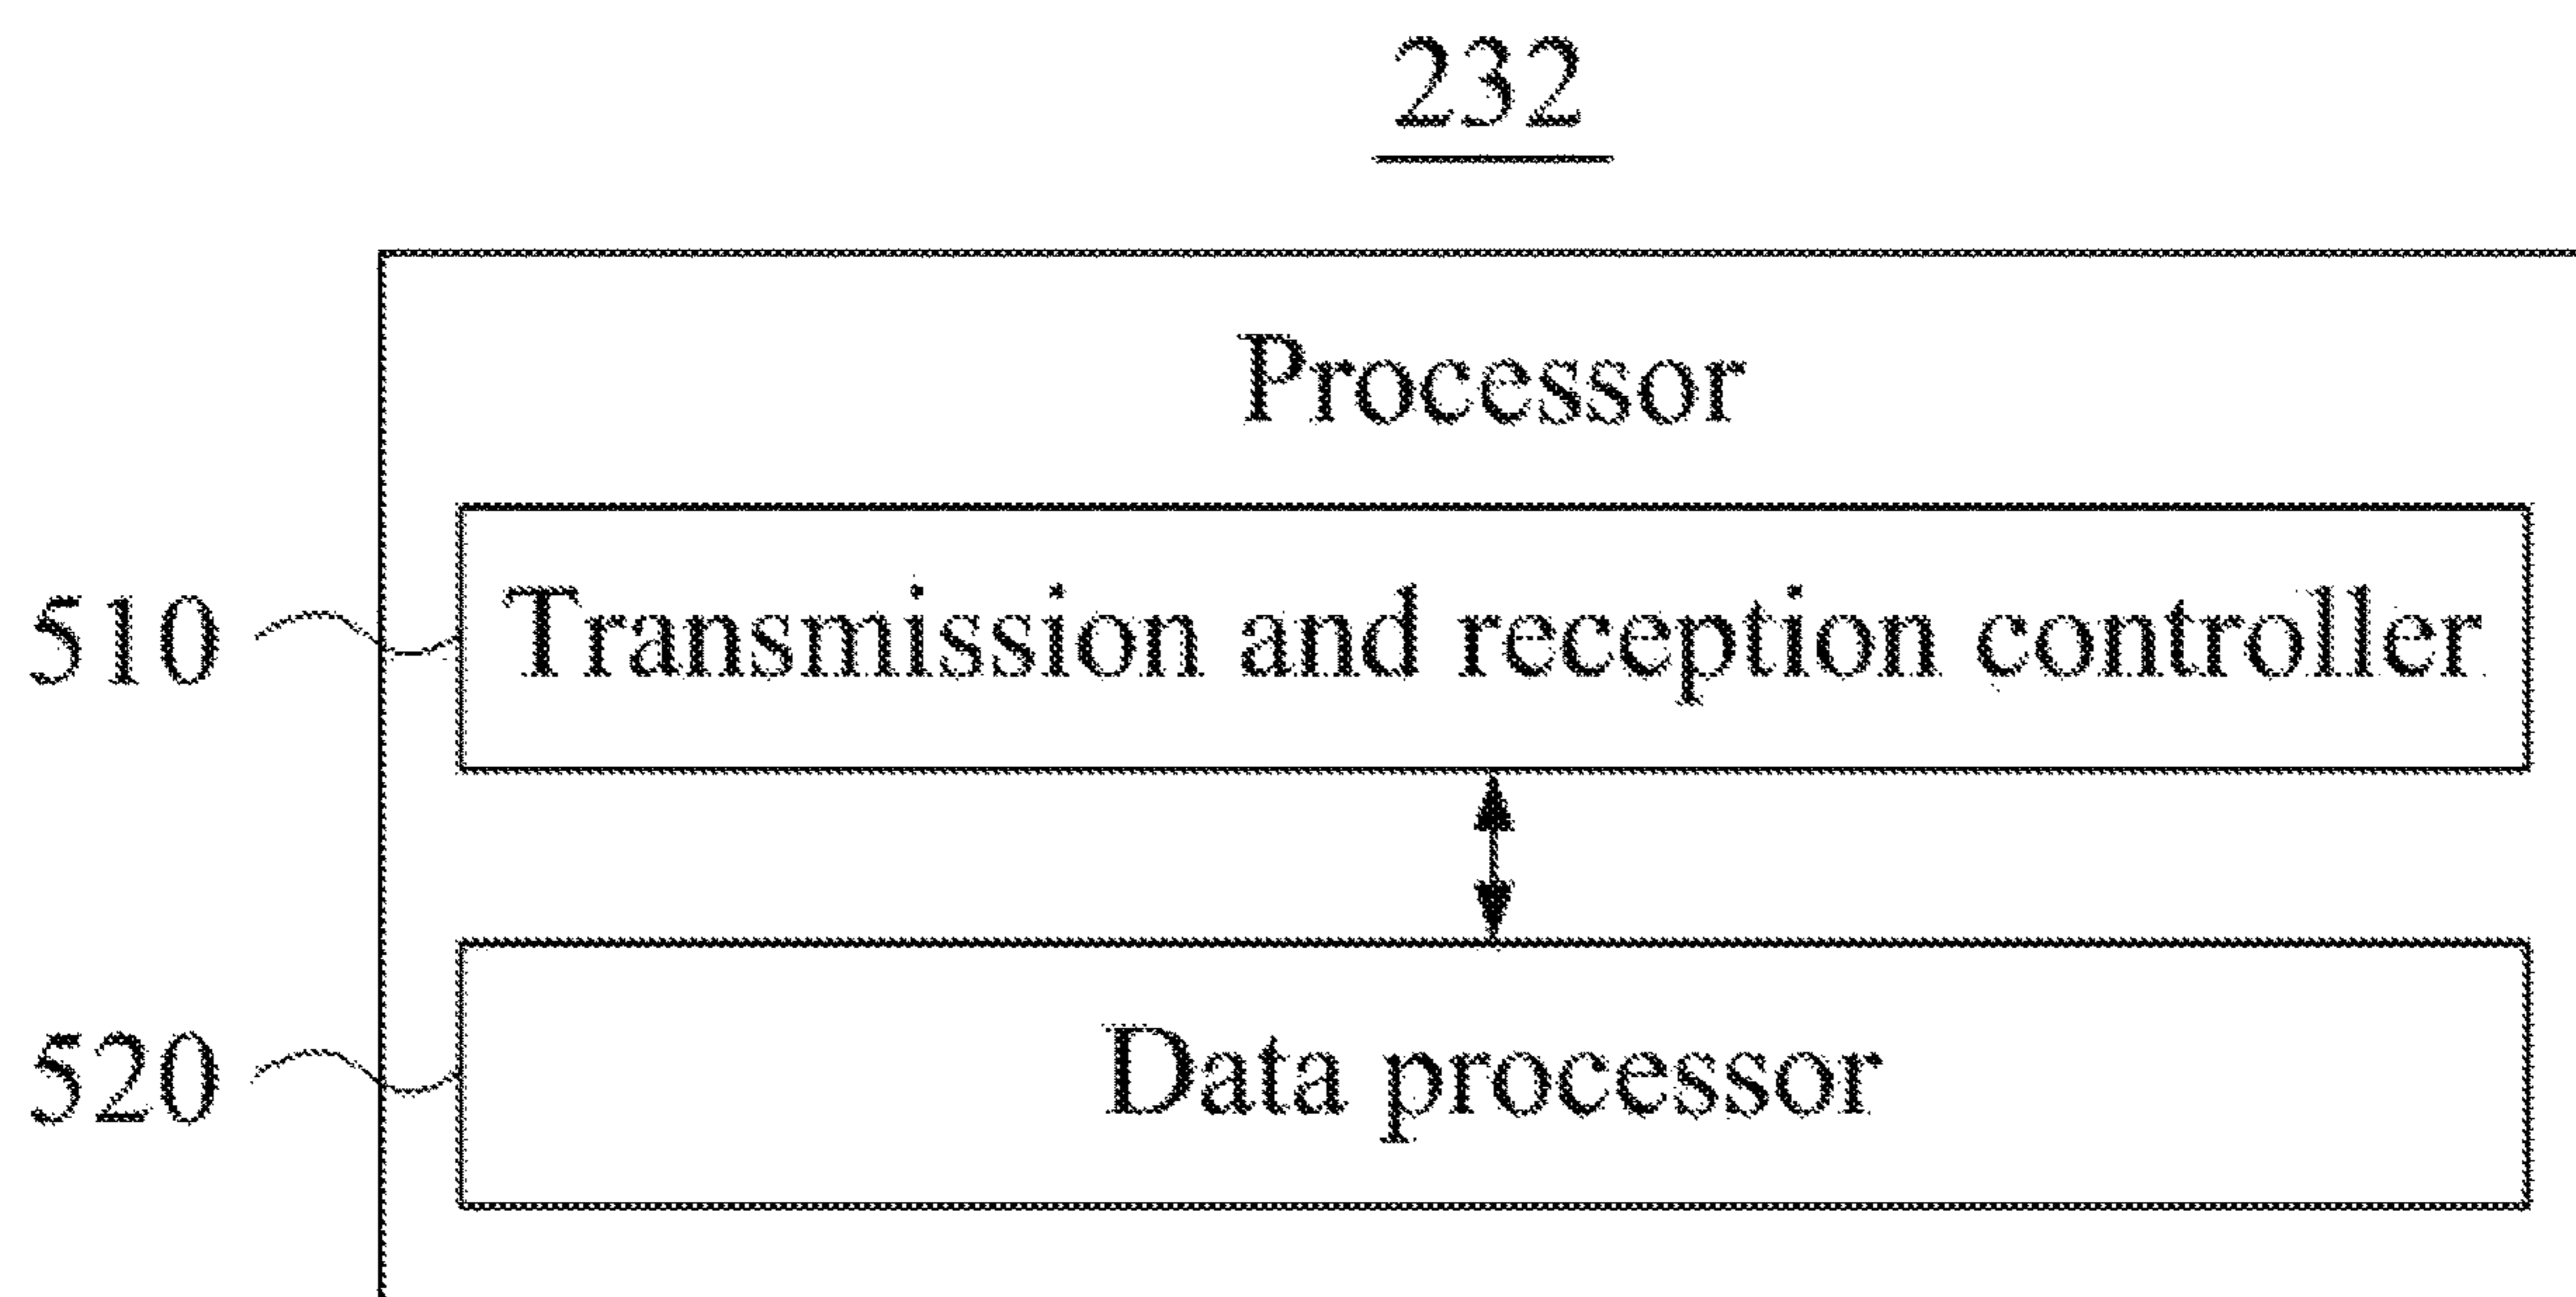 232
Processor
510 Transmission and reception controller
520 Data processor